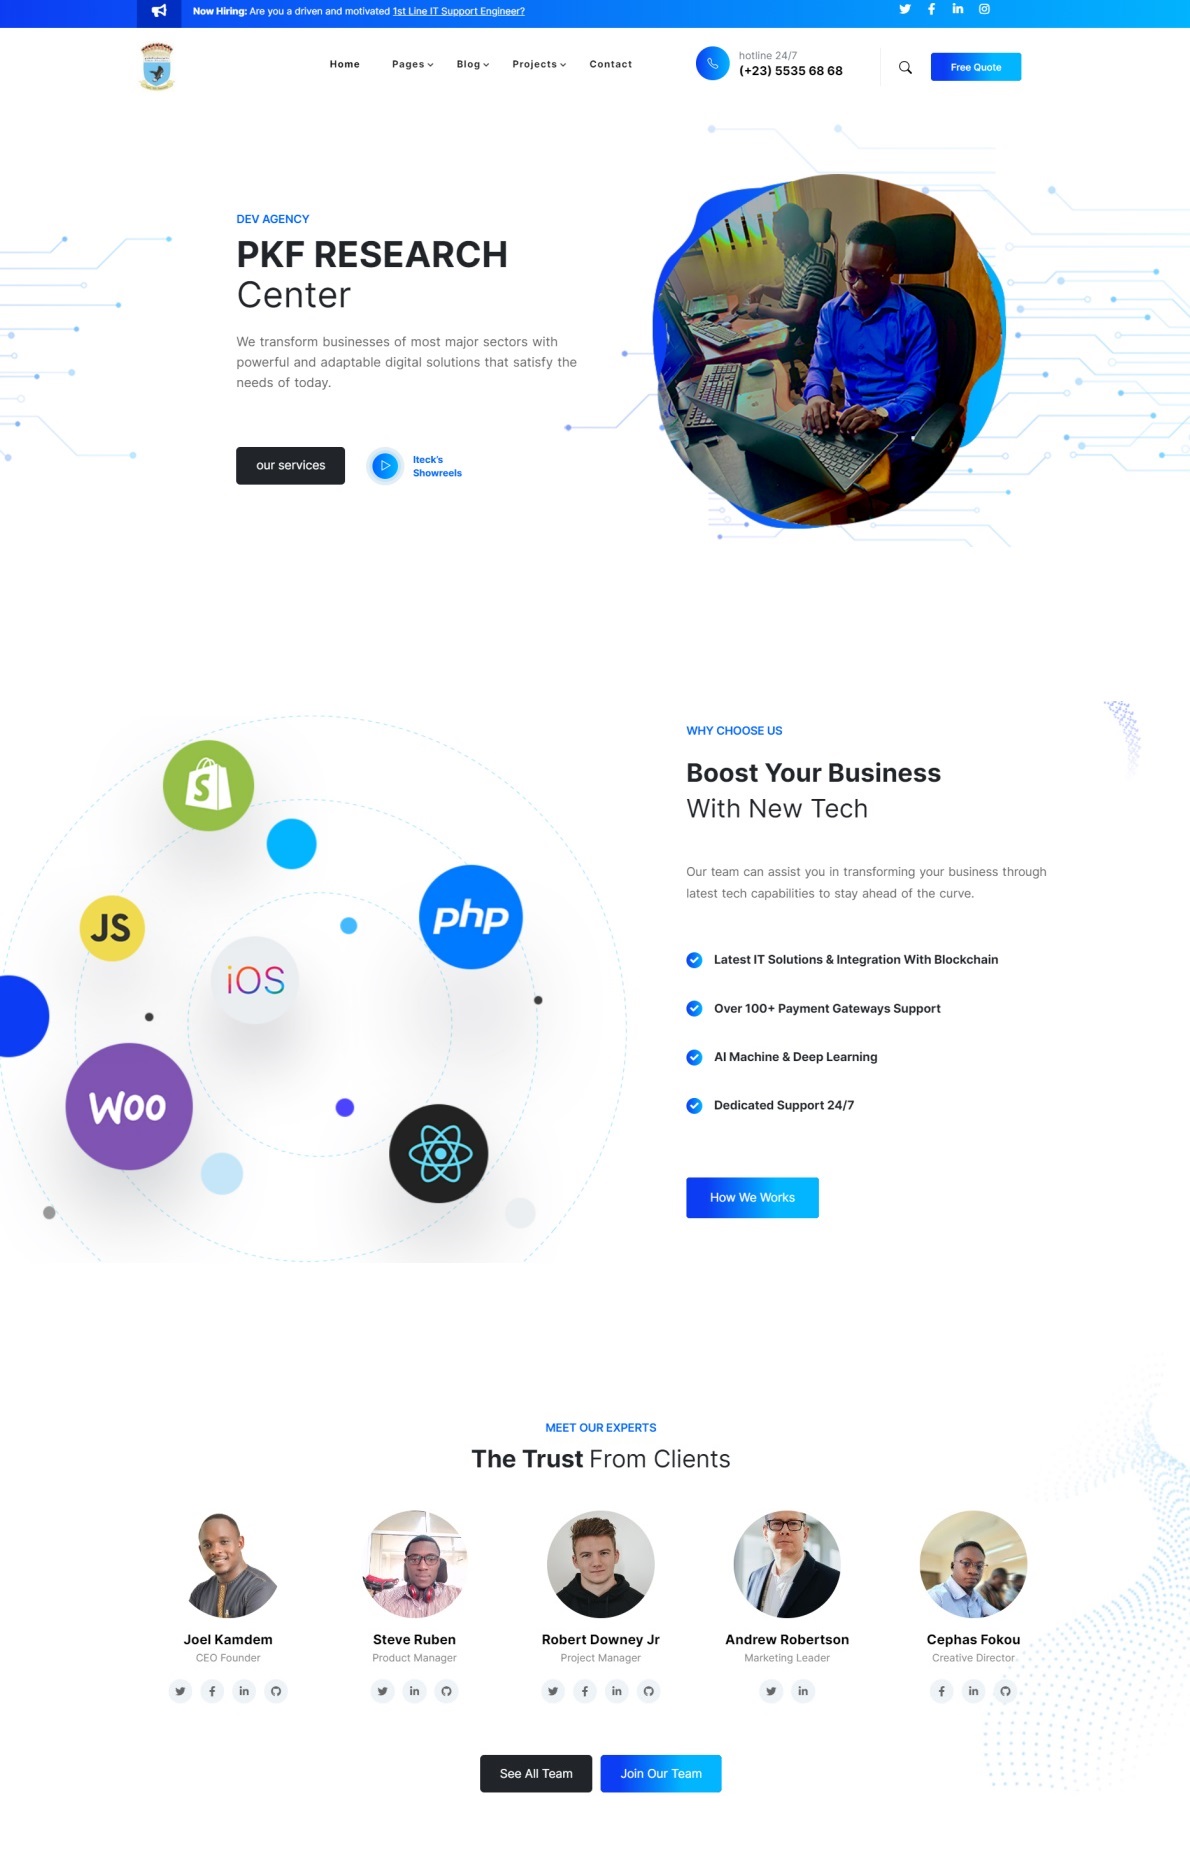 Now Hiring: Are you a driven and motivated 1st Line IT Support Engineer?
Home Pages Blog Projects Contact
hotline 24/7
(+23) 5535 68 68
Free Quote
DEV AGENCY
PKF RESEARCH
Center
We transform businesses of most major sectors with
powerful and adaptable digital solutions that satisfy the
needs of today.
our services
Iteck's
Showreels
WHY CHOOSE US
Boost Your Business
With New Tech
Our team can assist you in transforming your business through
latest tech capabilities to stay ahead of the curve.
Latest IT Solutions & Integration With Blockchain
Over 100+ Payment Gateways Support
AI Machine & Deep Learning
Dedicated Support 24/7
How We Works
S
php
JS
iOS
Woo
MEET OUR EXPERTS
The Trust From Clients
Joel Kamdem
CEO Founder
Steve Ruben
Product Manager
Robert Downey Jr
Project Manager
Andrew Robertson
Marketing Leader
Cephas Fokou
Creative Director
See All Team
Join Our Team